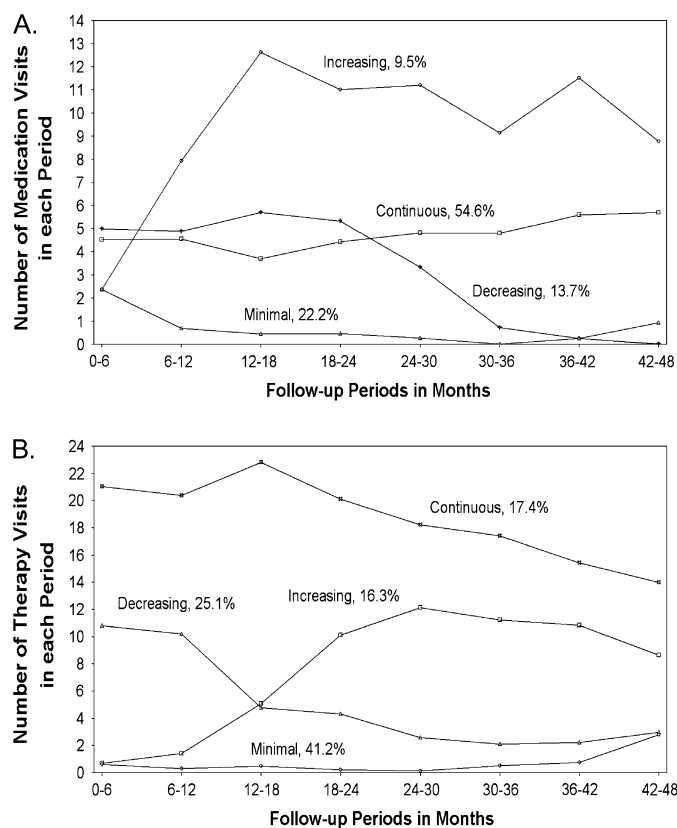 A.
14
13
12
11
10
9
8
7
6
5
4
3
2
1
0
Number of Medication Visits
in each Period
Increasing, 9.5%
Continuous, 54.6%
Decreasing, 13.7%
Minimal, 22.2%
0-6 6-12 12-18 18-24 24-30 30-36 36-42 42-48
Follow-up Periods in Months
B.
24
22
20
18
16
14
12
10
8
6
4
2
0
Number of Therapy Visits
in each Period
Continuous, 17.4%
Decreasing, 25.1%
Increasing, 16.3%
Minimal, 41.2%
0-6 6-12 12-18 18-24 24-30 30-36 36-42 42-48
Follow-up Periods in Months